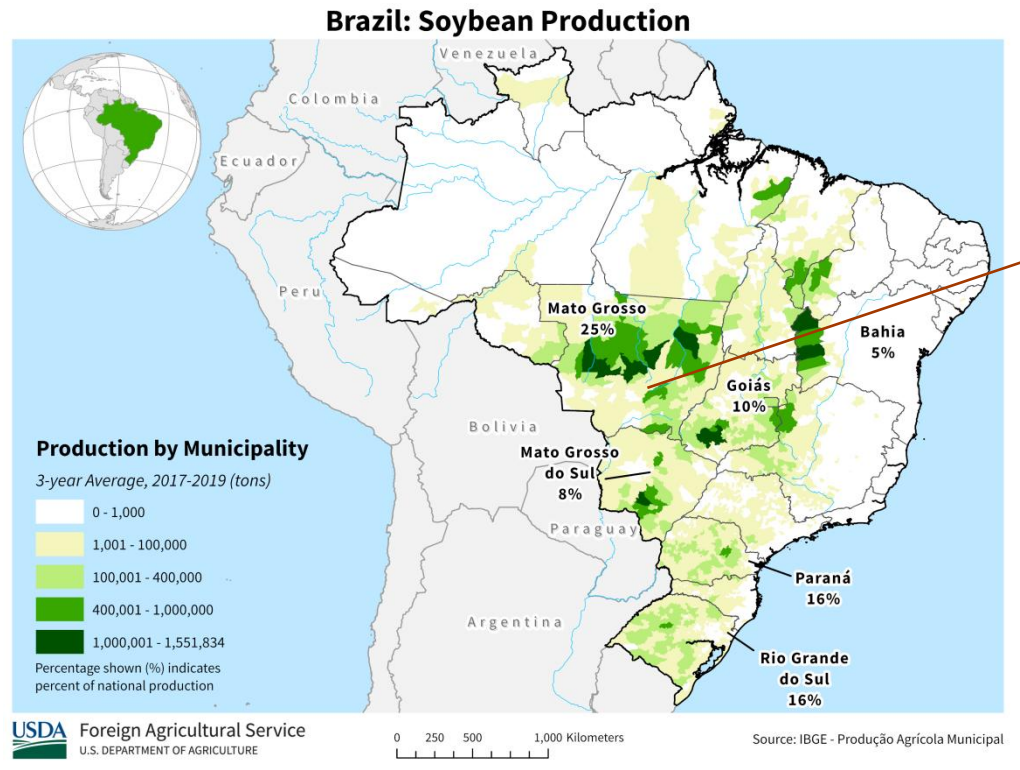 Brazil: Soybean Production
Venezuela
Colombia
Ecuador
Peru
Mato Grosso
25%
Bahia
5%
Goiás
10%
Bolivia
Mato Grosso
do Sul
8%
Paraguay
Paraná
16%
Argentina
Rio Grande
do Sul
16%
Production by Municipality
3-year Average, 2017-2019 (tons)
0 - 1,000
1,001 - 100,000
100,001 - 400,000
400,001 - 1,000,000
1,000,001 - 1,551,834
Percentage shown (%) indicates
percent of national production
USDA
Foreign Agricultural Service
U.S. DEPARTMENT OF AGRICULTURE
0 250 500 1,000 Kilometers
Source: IBGE - Produção Agrícola Municipal